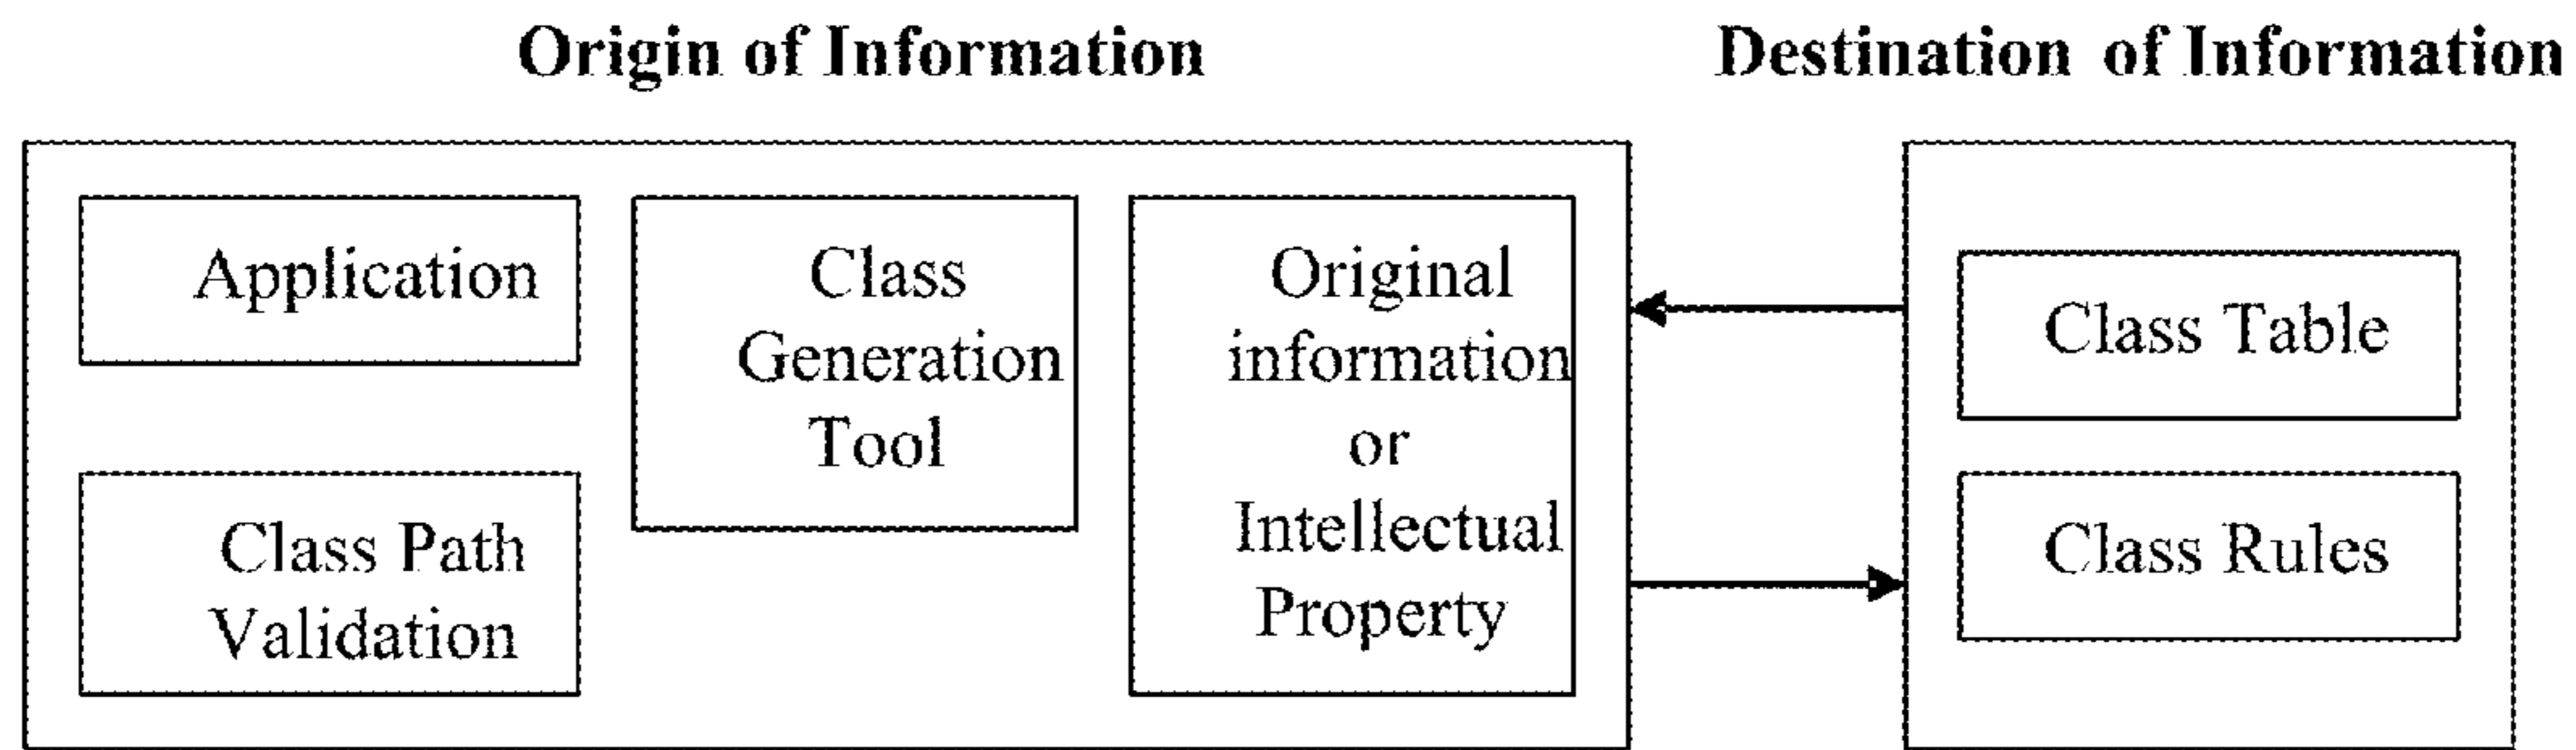 Origin of Information
Destination of Information
Application
Class Path
Validation
Class
Generation
Tool
Original
information
or
Intellectual
Property
Class Table
Class Rules